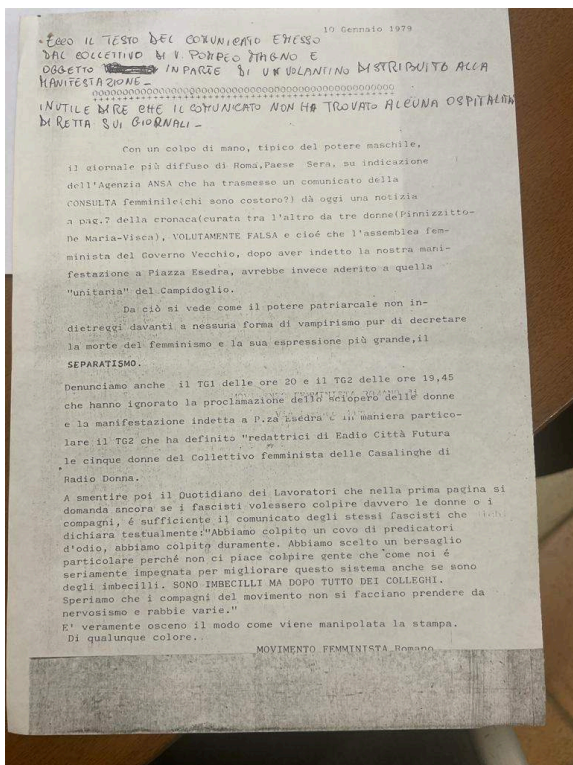 10 Gennaio 1979
- ECCO IL TESTO DEL COMUNICATO EMESSO
DAL COLLETTIVO DI V. POMPEO MAGNO E
OGGETTO IN PARTE DI UN VOLANTINO DISTRIBUITO ALLA
MANIFESTAZIONE -
INUTILE DIRE CHE IL COMUNICATO NON HA TROVATO ALCUNA OSPITALITÀ
DIRETTA SUI GIORNALI -
Con un colpo di mano, tipico del potere maschile,
il giornale più diffuso di Roma,Paese Sera, su indicazione
dell'Agenzia ANSA che ha trasmesso un comunicato della
CONSULTA femminile(chi sono costoro?) dà oggi una notizia
a pag.7 della cronaca(curata tra l'altro da tre donne(Pinnizzitto-
De Maria-Visca), VOLUTAMENTE FALSA e cioé che l'assemblea fem-
minista del Governo Vecchio, dopo aver indetto la nostra mani-
festazione a Piazza Esedra, avrebbe invece aderito a quella
"unitaria" del Campidoglio.
Da ciò si vede come il potere patriarcale non in-
dietreggi davanti a nessuna forma di vampirismo pur di decretare
la morte del femminismo e la sua espressione più grande,il
SEPARATISMO.
Denunciamo anche il TG1 delle ore 20 e il TG2 delle ore 19,45
che hanno ignorato la proclamazione dello sciopero delle donne
e la manifestazione indetta a P.za Esedra e in maniera partico-
lare il TG2 che ha definito "redattrici di Eadio Città Futura
le cinque donne del Collettivo femminista delle Casalinghe di
Radio Donna.
A smentire poi il Quotidiano dei Lavoratori che nella prima pagina si
domanda ancora se i fascisti volessero colpire davvero le donne o i
compagni, é sufficiente il comunicato degli stessi fascisti che
dichiara testualmente:"Abbiamo colpito un covo di predicatori
d'odio, abbiamo colpito duramente. Abbiamo scelto un bersaglio
particolare perché non ci piace colpire gente che come noi é
seriamente impegnata per migliorare questo sistema anche se sono
degli imbecilli. SONO IMBECILLI MA DOPO TUTTO DEI COLLEGHI.
Speriamo che i compagni del movimento non si facciano prendere da
nervosismo e rabbie varie."
E' veramente osceno il modo come viene manipolata la stampa.
Di qualunque colore.
MOVIMENTO FEMMINISTA Romano